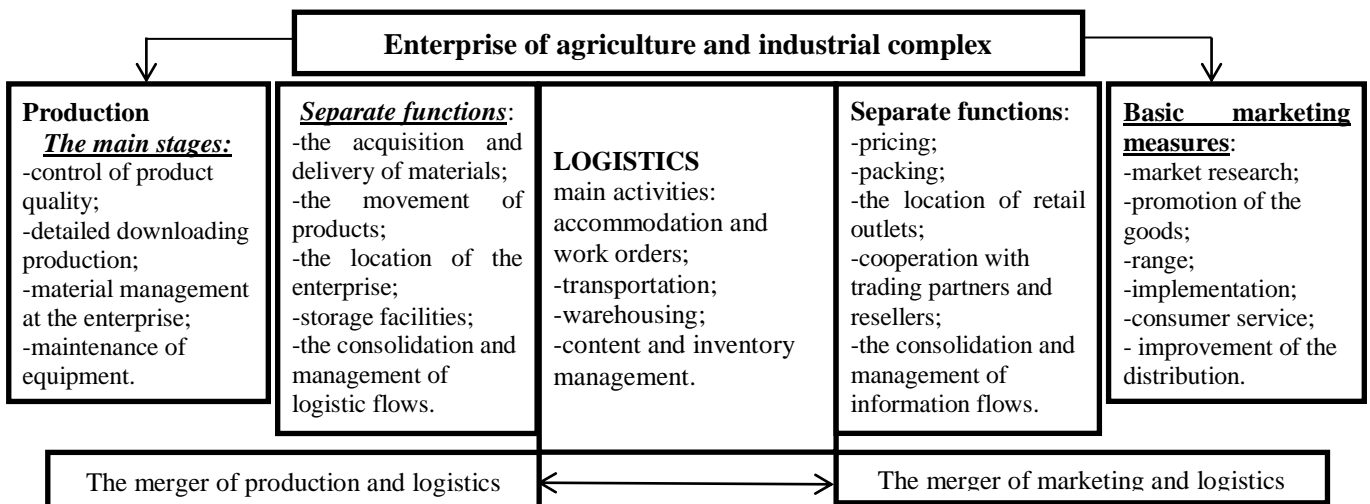 Enterprise of agriculture and industrial complex
Production
The main stages:
-control of product
quality;
-detailed downloading
production;
-material management
at the enterprise;
-maintenance of
equipment.
Separate functions:
-the acquisition and
delivery of materials;
-the movement of
products;
-the location of the
enterprise;
-storage facilities;
-the consolidation and
management of
logistic flows.
LOGISTICS
main activities:
accommodation and
work orders;
-transportation;
-warehousing;
-content and inventory
management.
Separate functions:
-pricing;
-packing;
-the location of retail
outlets;
-cooperation with
trading partners and
resellers;
-the consolidation and
management of
information flows.
Basic marketing
measures:
-market research;
-promotion of the
goods;
-range;
-implementation;
-consumer service;
- improvement of the
distribution.
The merger of production and logistics
The merger of marketing and logistics